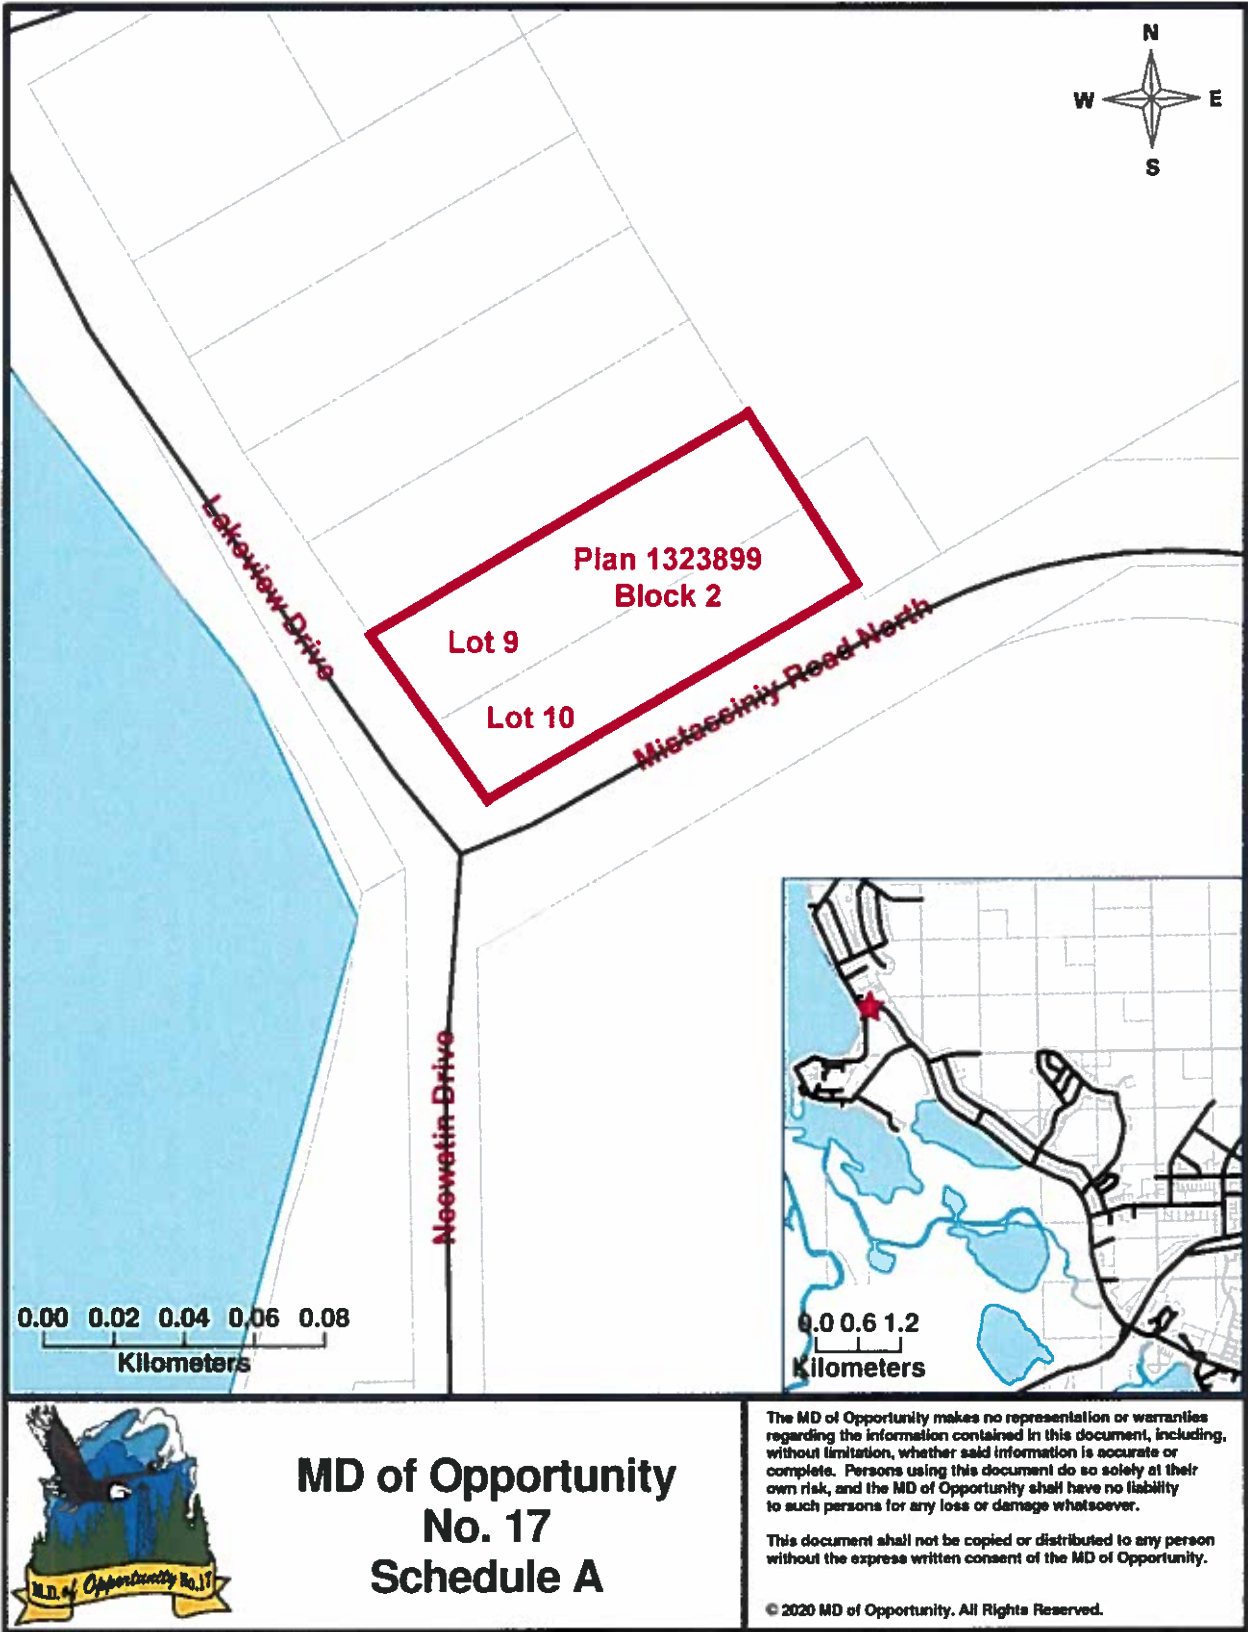 N
W E
S
Lakeview Drive
Plan 1323899
Block 2
Lot 9
Lot 10
Mistassiniy Road North
Neewatin Drive
0.00 0.02 0.04 0.06 0.08
Kilometers
0.0 0.6 1.2
Kilometers
M.D. of Opportunity No.17
MD of Opportunity
No. 17
Schedule A
The MD of Opportunity makes no representation or warranties
regarding the information contained in this document, including,
without limitation, whether said information is accurate or
complete. Persons using this document do so solely at their
own risk, and the MD of Opportunity shall have no liability
to such persons for any loss or damage whatsoever.
This document shall not be copied or distributed to any person
without the express written consent of the MD of Opportunity.
© 2020 MD of Opportunity. All Rights Reserved.